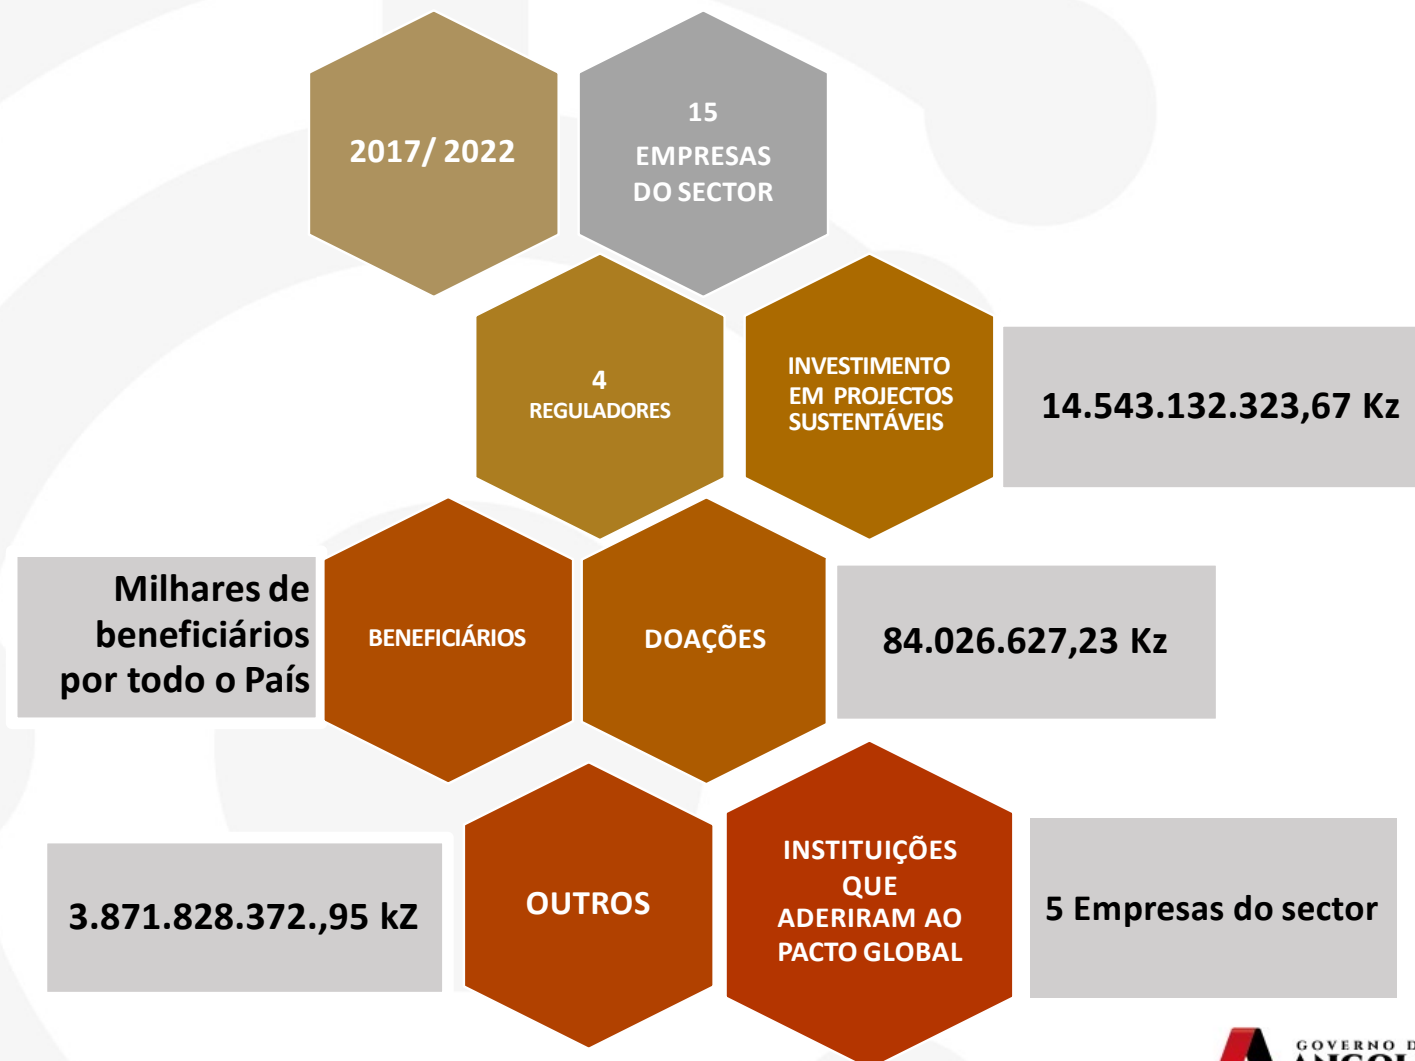 2017/ 2022
15
EMPRESAS
DO SECTOR
4
REGULADORES
INVESTIMENTO
EM PROJECTOS
SUSTENTÁVEIS
14.543.132.323,67 Kz
Milhares de
beneficiários
por todo o País
BENEFICIÁRIOS
DOAÇÕES
84.026.627,23 Kz
3.871.828.372.,95 kZ
OUTROS
INSTITUIÇÕES
QUE
ADERIRAM AO
PACTO GLOBAL
5 Empresas do sector
GOVERNO D